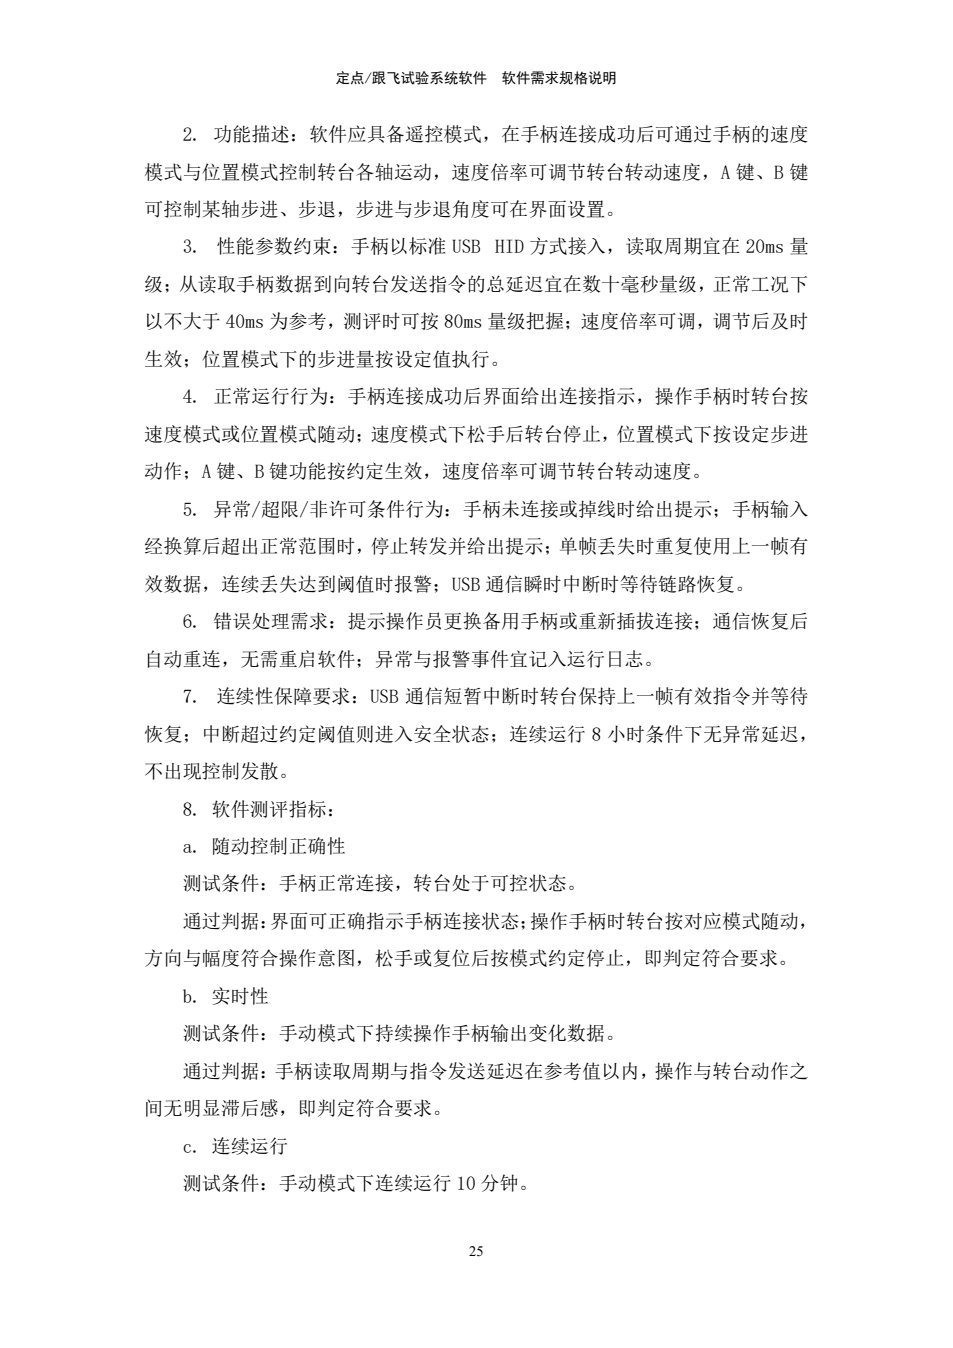 定点/跟飞试验系统软件　软件需求规格说明
2. 功能描述：软件应具备遥控模式，在手柄连接成功后可通过手柄的速度
模式与位置模式控制转台各轴运动，速度倍率可调节转台转动速度，A 键、B 键
可控制某轴步进、步退，步进与步退角度可在界面设置。
3. 性能参数约束：手柄以标准 USB HID 方式接入，读取周期宜在 20ms 量
级；从读取手柄数据到向转台发送指令的总延迟宜在数十毫秒量级，正常工况下
以不大于 40ms 为参考，测评时可按 80ms 量级把握；速度倍率可调，调节后及时
生效；位置模式下的步进量按设定值执行。
4. 正常运行行为：手柄连接成功后界面给出连接指示，操作手柄时转台按
速度模式或位置模式随动；速度模式下松手后转台停止，位置模式下按设定步进
动作；A 键、B 键功能按约定生效，速度倍率可调节转台转动速度。
5. 异常/超限/非许可条件行为：手柄未连接或掉线时给出提示；手柄输入
经换算后超出正常范围时，停止转发并给出提示；单帧丢失时重复使用上一帧有
效数据，连续丢失达到阈值时报警；USB 通信瞬时中断时等待链路恢复。
6. 错误处理需求：提示操作员更换备用手柄或重新插拔连接；通信恢复后
自动重连，无需重启软件；异常与报警事件宜记入运行日志。
7. 连续性保障要求：USB 通信短暂中断时转台保持上一帧有效指令并等待
恢复；中断超过约定阈值则进入安全状态；连续运行 8 小时条件下无异常延迟，
不出现控制发散。
8. 软件测评指标：
a. 随动控制正确性
测试条件：手柄正常连接，转台处于可控状态。
通过判据：界面可正确指示手柄连接状态；操作手柄时转台按对应模式随动，
方向与幅度符合操作意图，松手或复位后按模式约定停止，即判定符合要求。
b. 实时性
测试条件：手动模式下持续操作手柄输出变化数据。
通过判据：手柄读取周期与指令发送延迟在参考值以内，操作与转台动作之
间无明显滞后感，即判定符合要求。
c. 连续运行
测试条件：手动模式下连续运行 10 分钟。
25